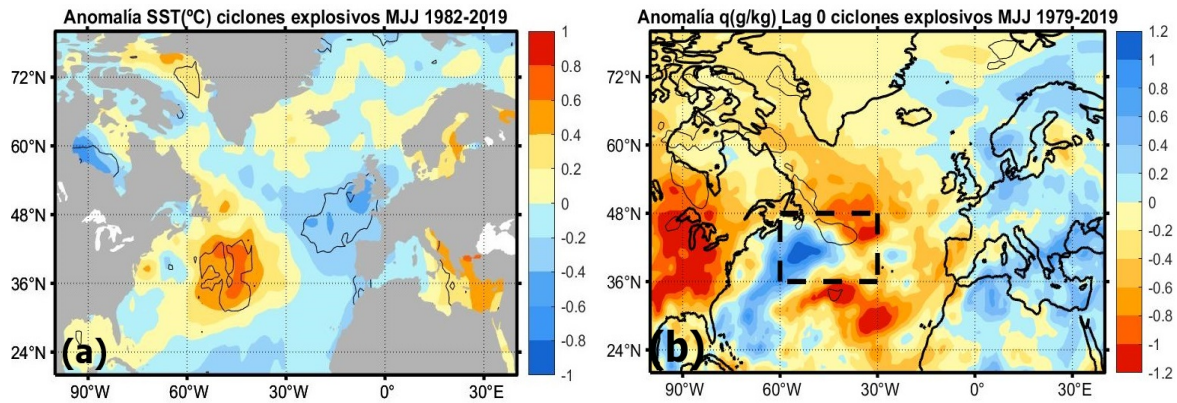 Anomalía SST(ºC) ciclones explosivos MJJ 1982-2019
72°N
60°N
48°N
36°N
24°N
90°W
60°W
30°W
0°
30°E
1
0.8
0.6
0.4
0.2
0
-0.2
-0.4
-0.6
-0.8
-1
(a)
Anomalía q(g/kg) Lag 0 ciclones explosivos MJJ 1979-2019
72°N
60°N
48°N
36°N
24°N
90°W
60°W
30°W
0°
30°E
1.2
1
0.8
0.6
0.4
0.2
0
-0.2
-0.4
-0.6
-0.8
-1
-1.2
(b)